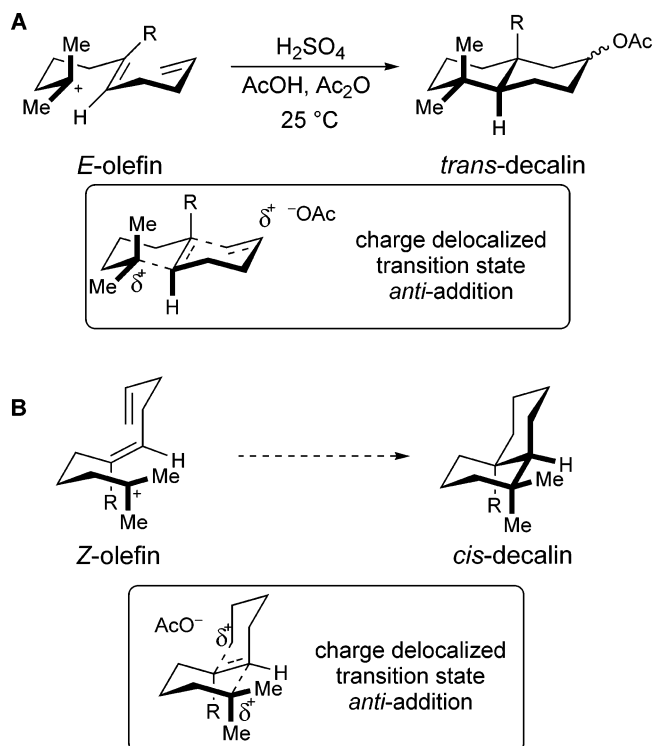 A
Me
Me
+
H
R
H₂SO₄
AcOH, Ac₂O
25 °C
Me
Me
R
H
OAc
E-olefin
trans-decalin
Me
Me
δ+
R
H
δ+
⁻OAc
charge delocalized
transition state
anti-addition
B
H
Me
R
+
Me
Z-olefin
H
Me
R
Me
cis-decalin
AcO⁻
δ+
H
Me
R
δ+
Me
charge delocalized
transition state
anti-addition